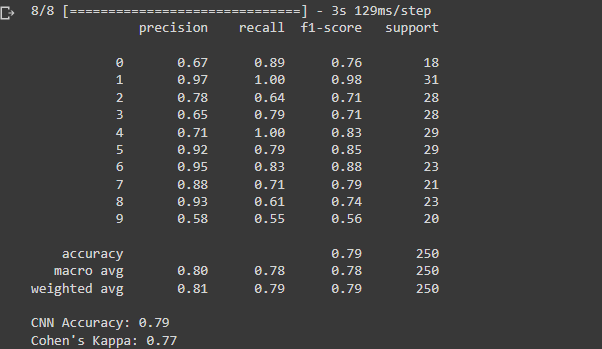 8/8 [==============================] - 3s 129ms/step
precision recall f1-score support
0 0.67 0.89 0.76 18
1 0.97 1.00 0.98 31
2 0.78 0.64 0.71 28
3 0.65 0.79 0.71 28
4 0.71 1.00 0.83 29
5 0.92 0.79 0.85 29
6 0.95 0.83 0.88 23
7 0.88 0.71 0.79 21
8 0.93 0.61 0.74 23
9 0.58 0.55 0.56 20
accuracy 0.79 250
macro avg 0.80 0.78 0.78 250
weighted avg 0.81 0.79 0.79 250
CNN Accuracy: 0.79
Cohen's Kappa: 0.77